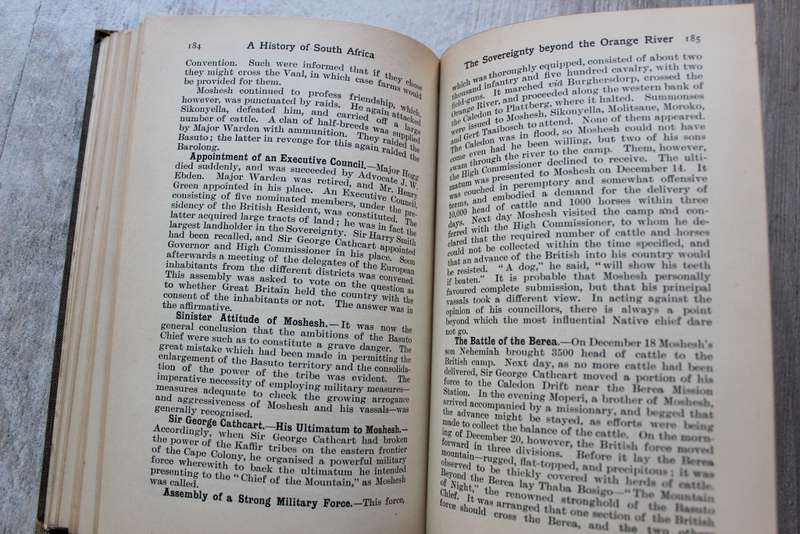 184 A History of South Africa
Convention. Such were informed that if they chose
they might cross the Vaal, in which case farms would
be provided for them.
Moshesh continued to profess friendship, which,
however, was punctuated by raids. He again attacked
Sikonyella, defeated him, and carried off a large
number of cattle. A clan of half-breeds was supplied
by Major Warden with ammunition. They raided the
Basuto; the latter in revenge for this again raided the
Barolong.
Appointment of an Executive Council.—Major Hogg
died suddenly, and was succeeded by Advocate J. W.
Ebden. Major Warden was retired, and Mr. Henry
Green appointed in his place. An Executive Council,
consisting of five nominated members, under the pre-
sidency of the British Resident, was constituted. The
latter acquired large tracts of land; he was in fact the
largest landholder in the Sovereignty. Sir Harry Smith
had been recalled, and Sir George Cathcart appointed
Governor and High Commissioner in his place. Soon
afterwards a meeting of the delegates of the European
inhabitants from the different districts was convened.
This assembly was asked to vote on the question as
to whether Great Britain held the country with the
consent of the inhabitants or not. The answer was in
the affirmative.
Sinister Attitude of Moshesh.—It was now the
general conclusion that the ambitions of the Basuto
Chief were such as to constitute a grave danger. The
great mistake which had been made in permitting the
enlargement of the Basuto territory and the consolida-
tion of the power of the tribe was evident. The
imperative necessity of employing military measures—
measures adequate to check the growing arrogance
and aggressiveness of Moshesh and his vassals—was
generally recognised.
Sir George Cathcart.—His Ultimatum to Moshesh.—
Accordingly, when Sir George Cathcart had broken
the power of the Kaffir tribes on the eastern frontier
of the Cape Colony, he organised a powerful military
force wherewith to back the ultimatum he intended
presenting to the "Chief of the Mountain," as Moshesh
was called.
Assembly of a Strong Military Force.—This force,
The Sovereignty beyond the Orange River 185
which was thoroughly equipped, consisted of about two
thousand infantry and five hundred cavalry, with two
field-guns. It marched viâ Burghersdorp, crossed the
Orange River, and proceeded along the western bank of
the Caledon to Platberg, where it halted. Summonses
were issued to Moshesh, Sikonyella, Molitsane, Moroko,
and Gert Taaibosch to attend. None of them appeared.
The Caledon was in flood, so Moshesh could not have
come even had he been willing, but two of his sons
swam through the river to the camp. Them, however,
the High Commissioner declined to receive. The ulti-
matum was presented to Moshesh on December 14. It
was couched in peremptory and somewhat offensive
terms, and embodied a demand for the delivery of
10,000 head of cattle and 1000 horses within three
days. Next day Moshesh visited the camp and con-
ferred with the High Commissioner, to whom he de-
clared that the required number of cattle and horses
could not be collected within the time specified, and
that an advance of the British into his country would
be resisted. "A dog," he said, "will show his teeth
if beaten." It is probable that Moshesh personally
favoured complete submission, but that his principal
vassals took a different view. In acting against the
opinion of his councillors, there is always a point
beyond which the most influential Native chief dare
not go.
The Battle of the Berea.—On December 18 Moshesh's
son Nehemiah brought 3500 head of cattle to the
British camp. Next day, as no more cattle had been
delivered, Sir George Cathcart moved a portion of his
force to the Caledon Drift near the Berea Mission
Station. In the evening Moperi, a brother of Moshesh,
arrived accompanied by a missionary, and begged that
the advance might be stayed, as efforts were being
made to collect the balance of the cattle. On the morn-
ing of December 20, however, the British force moved
forward in three divisions. Before it lay the Berea
mountain—rugged, flat-topped, and precipitous; it was
observed to be thickly covered with herds of cattle.
Beyond the Berea lay Thaba Bosigo—"The Mountain
of Night," the renowned stronghold of the Basuto
Chief. It was arranged that one section of the British
force should cross the Berea, and the two other